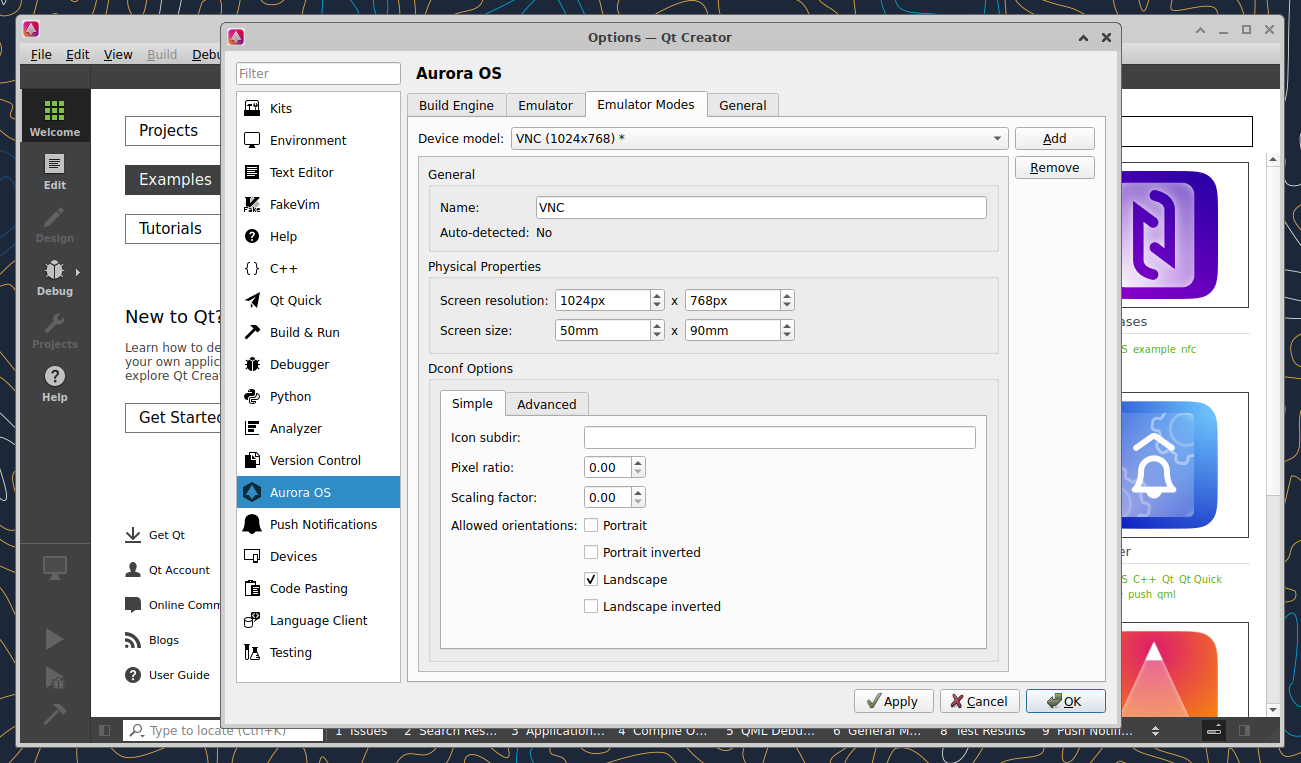 Options — Qt Creator
File Edit View Build Debu
Welcome
Edit
Design
Debug
Projects
Help
Projects
Examples
Tutorials
New to Qt?
Learn how to de
your own applic
explore Qt Crea
Get Started
Get Qt
Qt Account
Online Comm
Blogs
User Guide
Filter
Kits
Environment
Text Editor
FakeVim
Help
C++
Qt Quick
Build & Run
Debugger
Python
Analyzer
Version Control
Aurora OS
Push Notifications
Devices
Code Pasting
Language Client
Testing
Aurora OS
Build Engine Emulator Emulator Modes General
Device model: VNC (1024x768) * Add
Remove
General
Name: VNC
Auto-detected: No
Physical Properties
Screen resolution: 1024px x 768px
Screen size: 50mm x 90mm
Dconf Options
Simple Advanced
Icon subdir:
Pixel ratio: 0.00
Scaling factor: 0.00
Allowed orientations: Portrait
Portrait inverted
Landscape
Landscape inverted
Apply Cancel OK
ases
S example nfc
er
S C++ Qt Qt Quick
push qml
Type to locate (Ctrl+K) 1 Issues 2 Search Res... 3 Application... 4 Compile O... 5 QML Debu... 6 General M... 8 Test Results 9 Push Notifi...